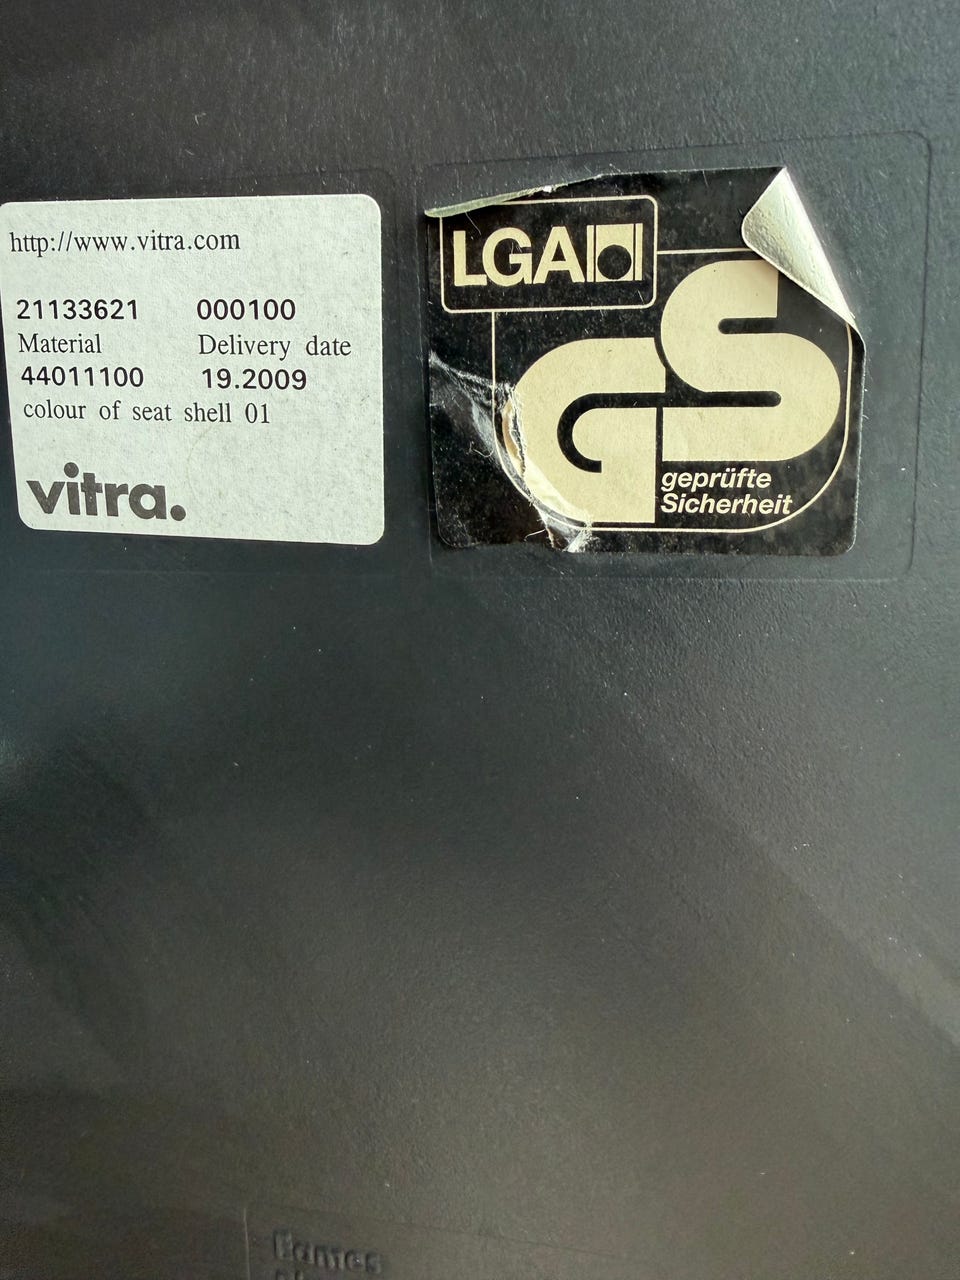 http://www.vitra.com
21133621 000100
Material Delivery date
44011100 19.2009
colour of seat shell 01
vitra.
LGA
GS
geprüfte
Sicherheit
Eames